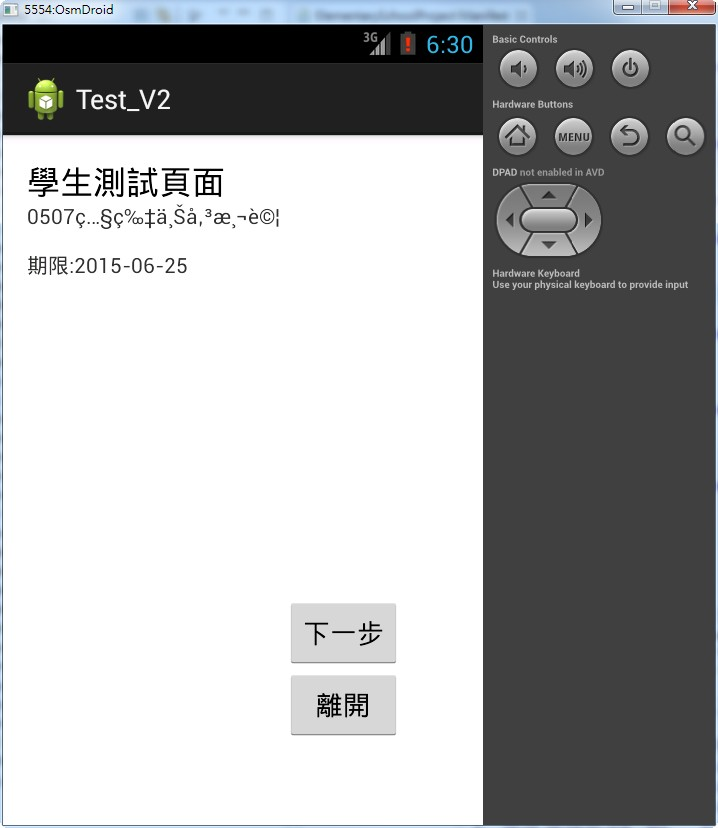 5554:OsmDroid
3G
6:30
Test_V2
學生測試頁面
0507ç…§ç‰‡ä¸Šå‚³æ¸¬è©¦
期限:2015-06-25
下一步
離開
Basic Controls
Hardware Buttons
MENU
DPAD not enabled in AVD
Hardware Keyboard
Use your physical keyboard to provide input